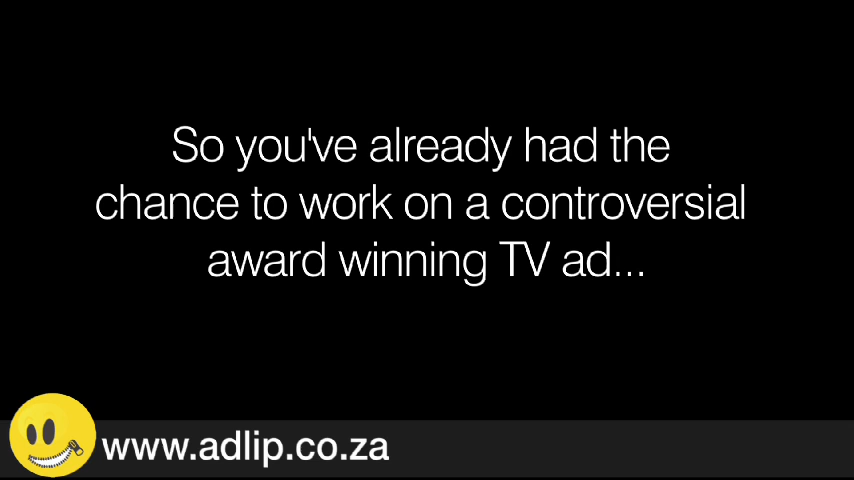 So you've already had the
chance to work on a controversial
award winning TV ad...
www.adlip.co.za